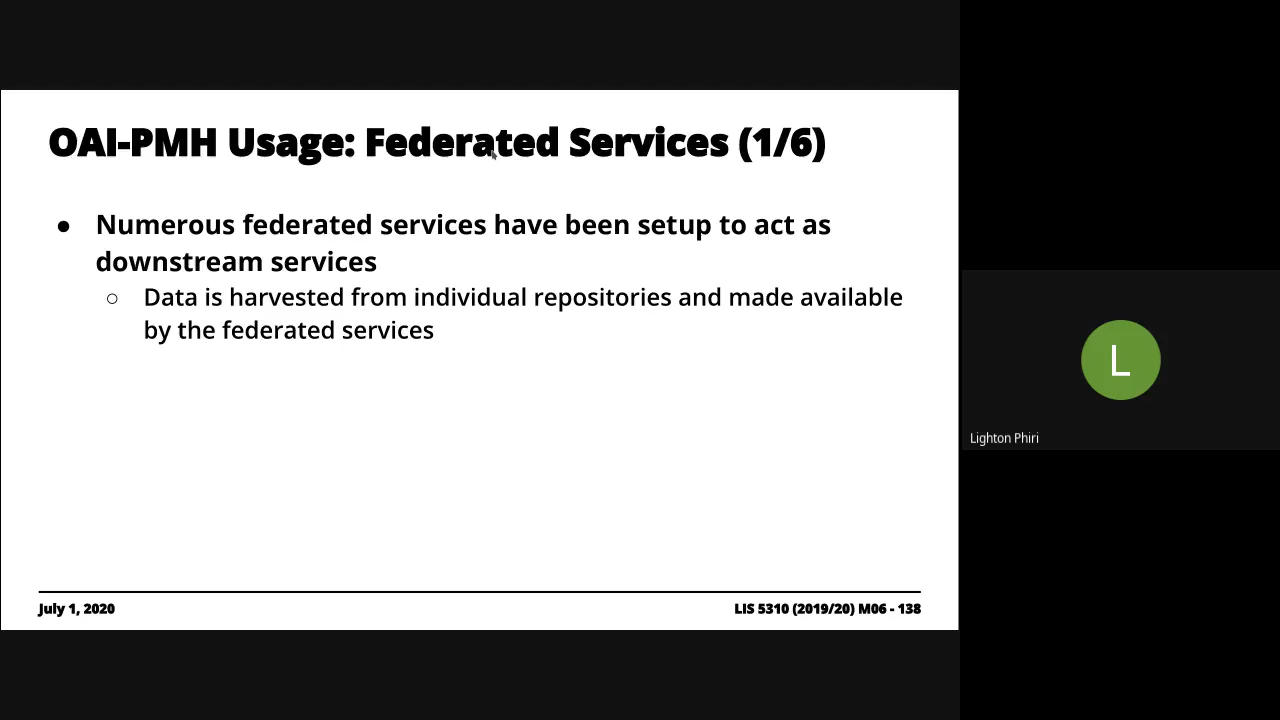 OAI-PMH Usage: Federated Services (1/6)
● Numerous federated services have been setup to act as
downstream services
○ Data is harvested from individual repositories and made available
by the federated services
July 1, 2020
LIS 5310 (2019/20) M06 - 138
L
Lighton Phiri